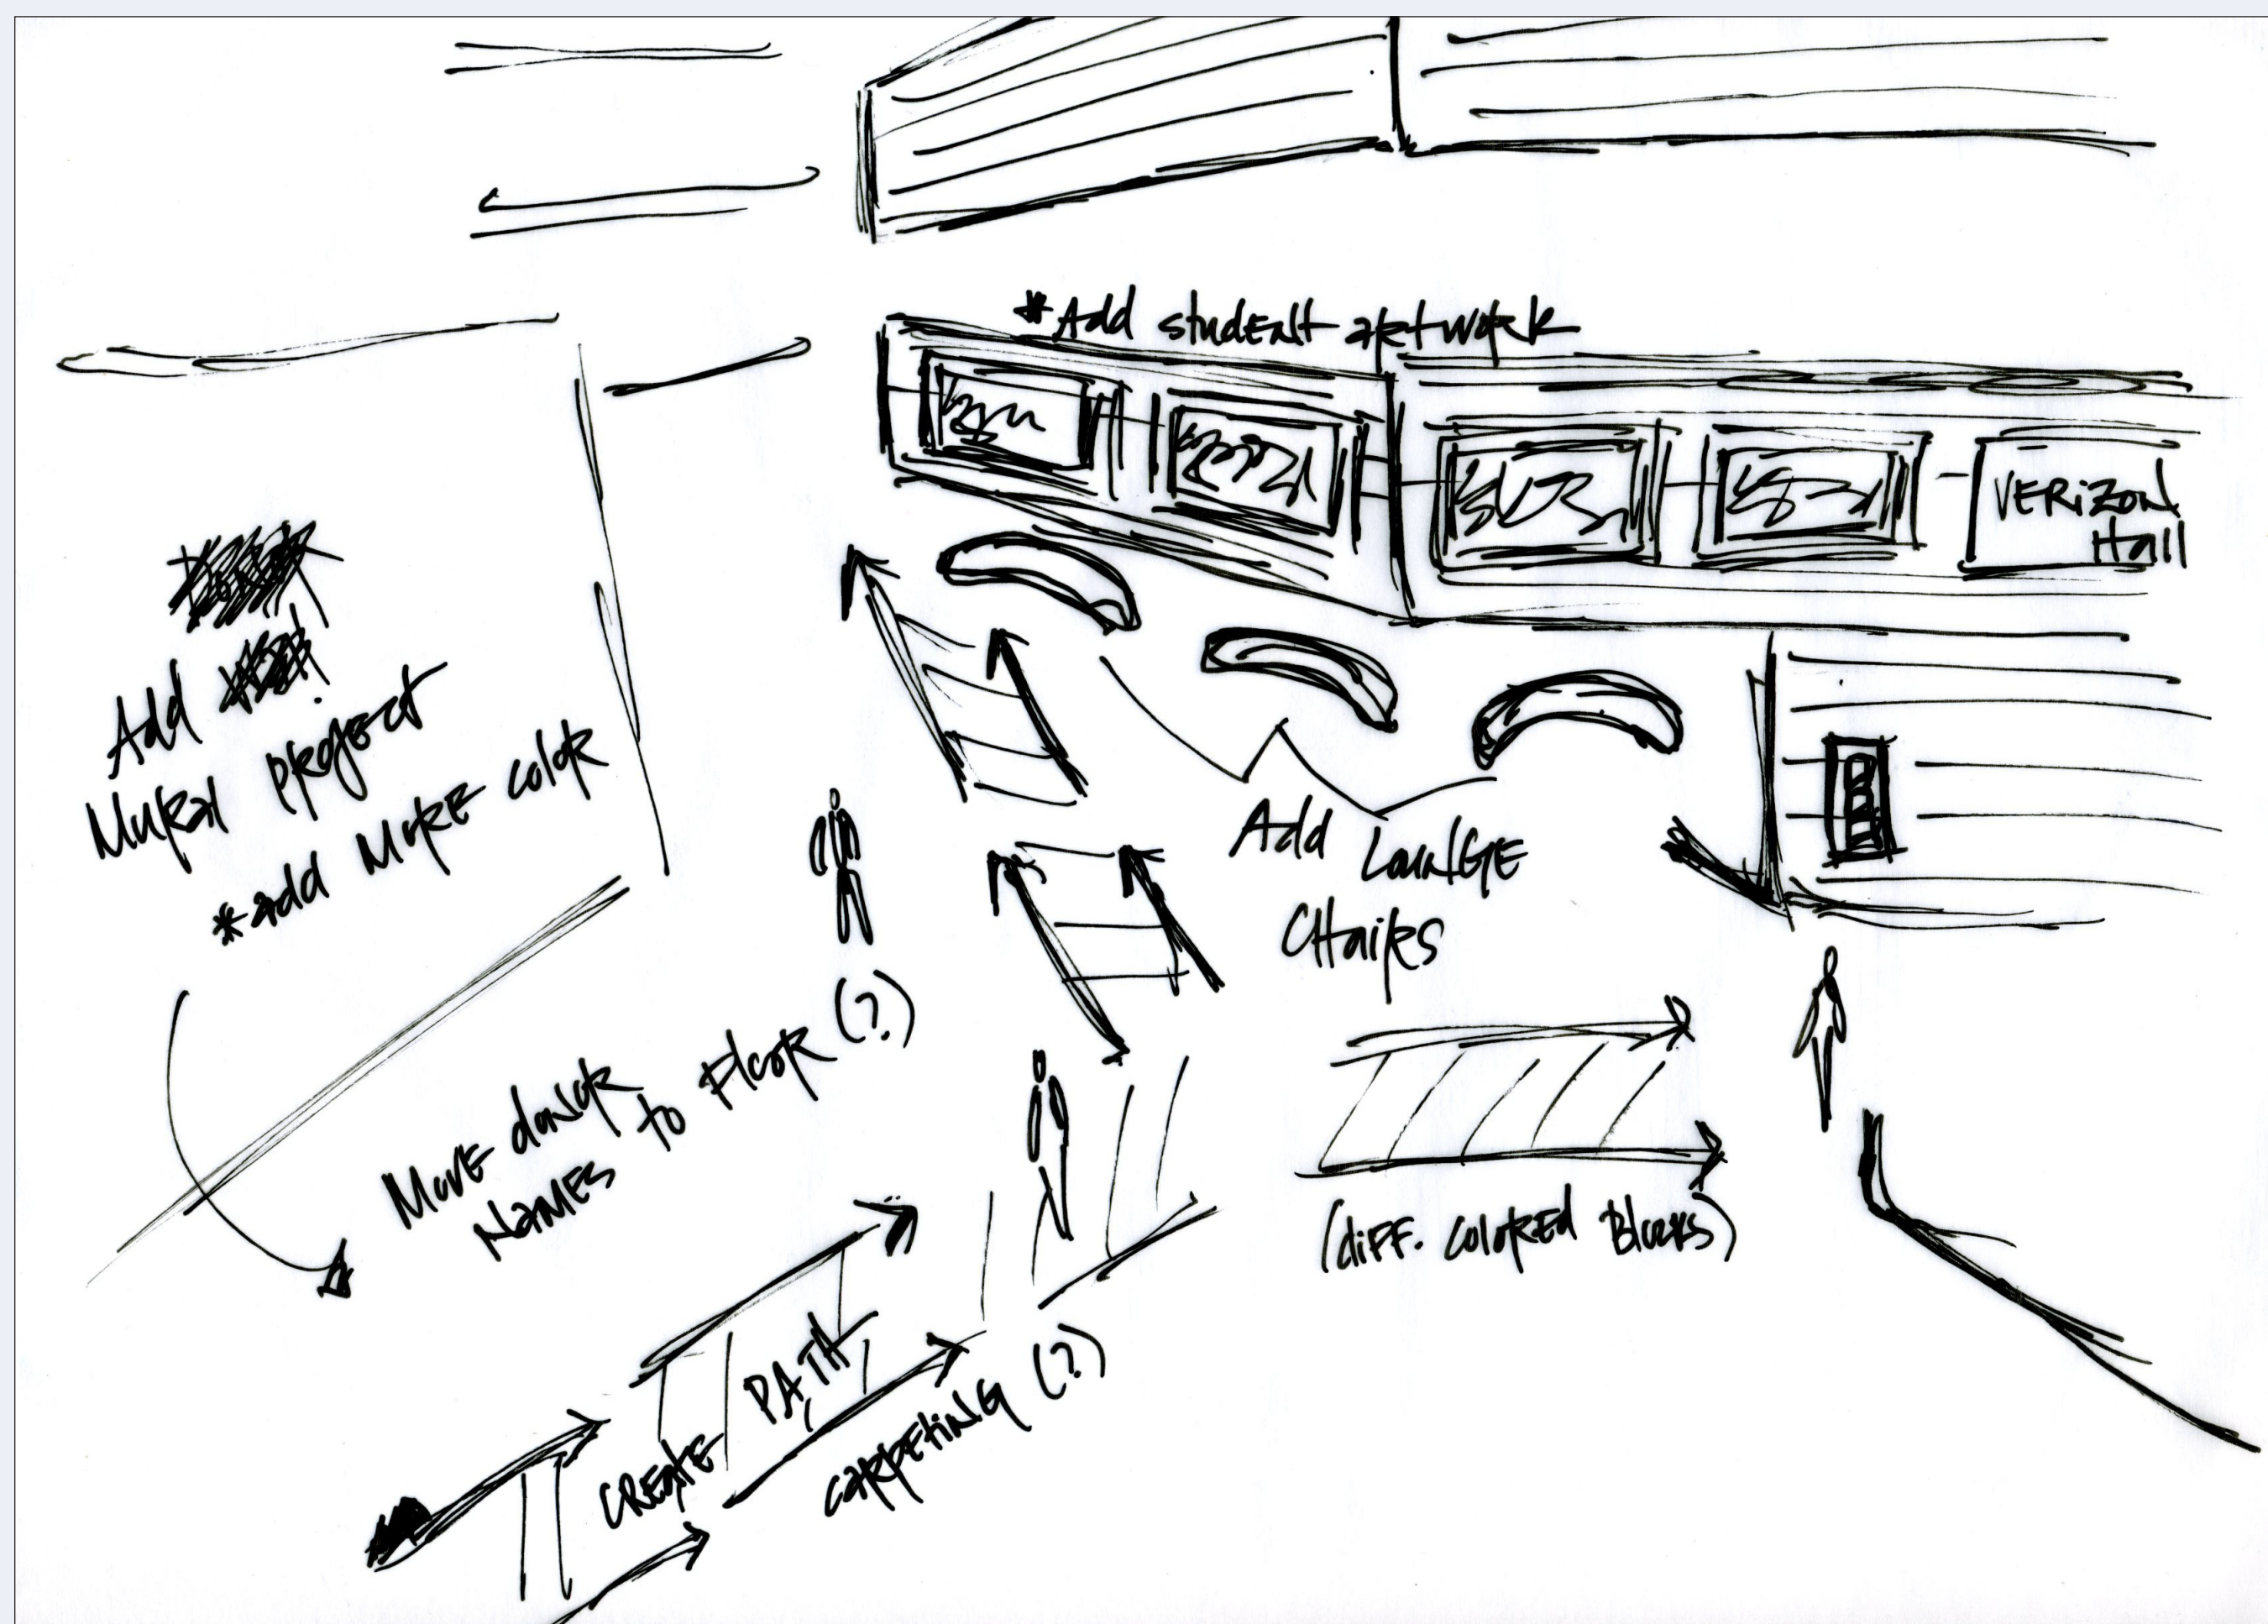 *Add student artwork
VERIZON
Hall
Add
Mural project
*add more color
Add Lounge
Chairs
Move donor
names to Floor (?)
(diff. colored Blocks)
CREATE PATH
carpeting (?)